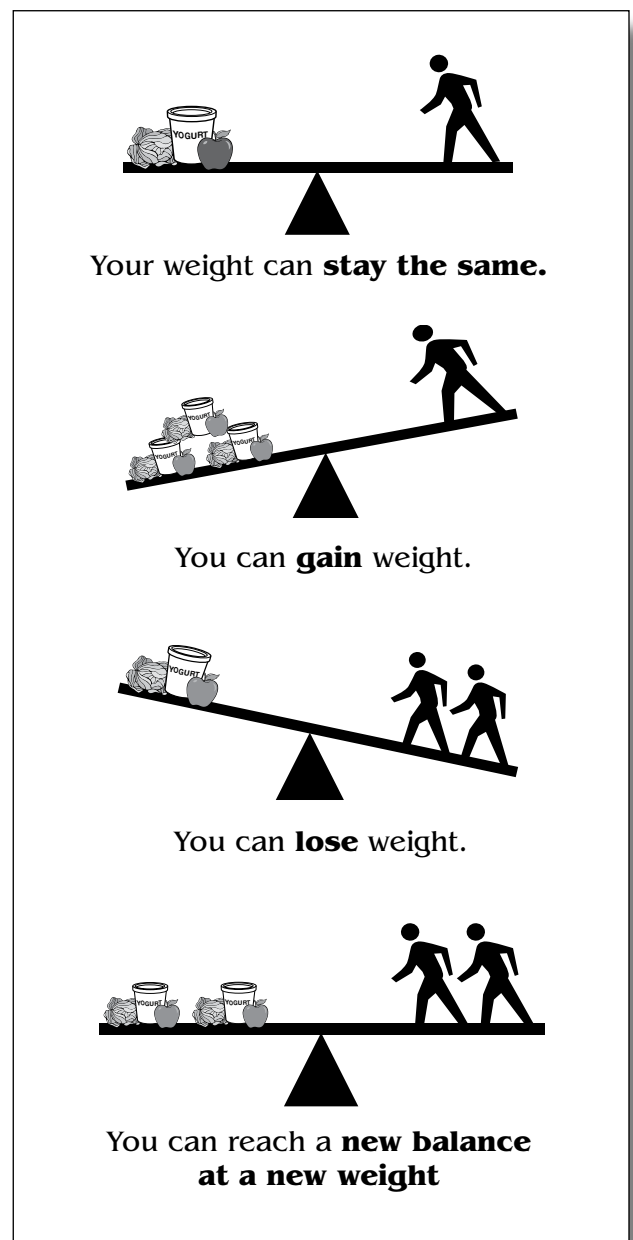 YOGURT
Your weight can stay the same.
YOGURT
YOGURT
YOGURT
You can gain weight.
YOGURT
You can lose weight.
YOGURT
YOGURT
You can reach a new balance
at a new weight